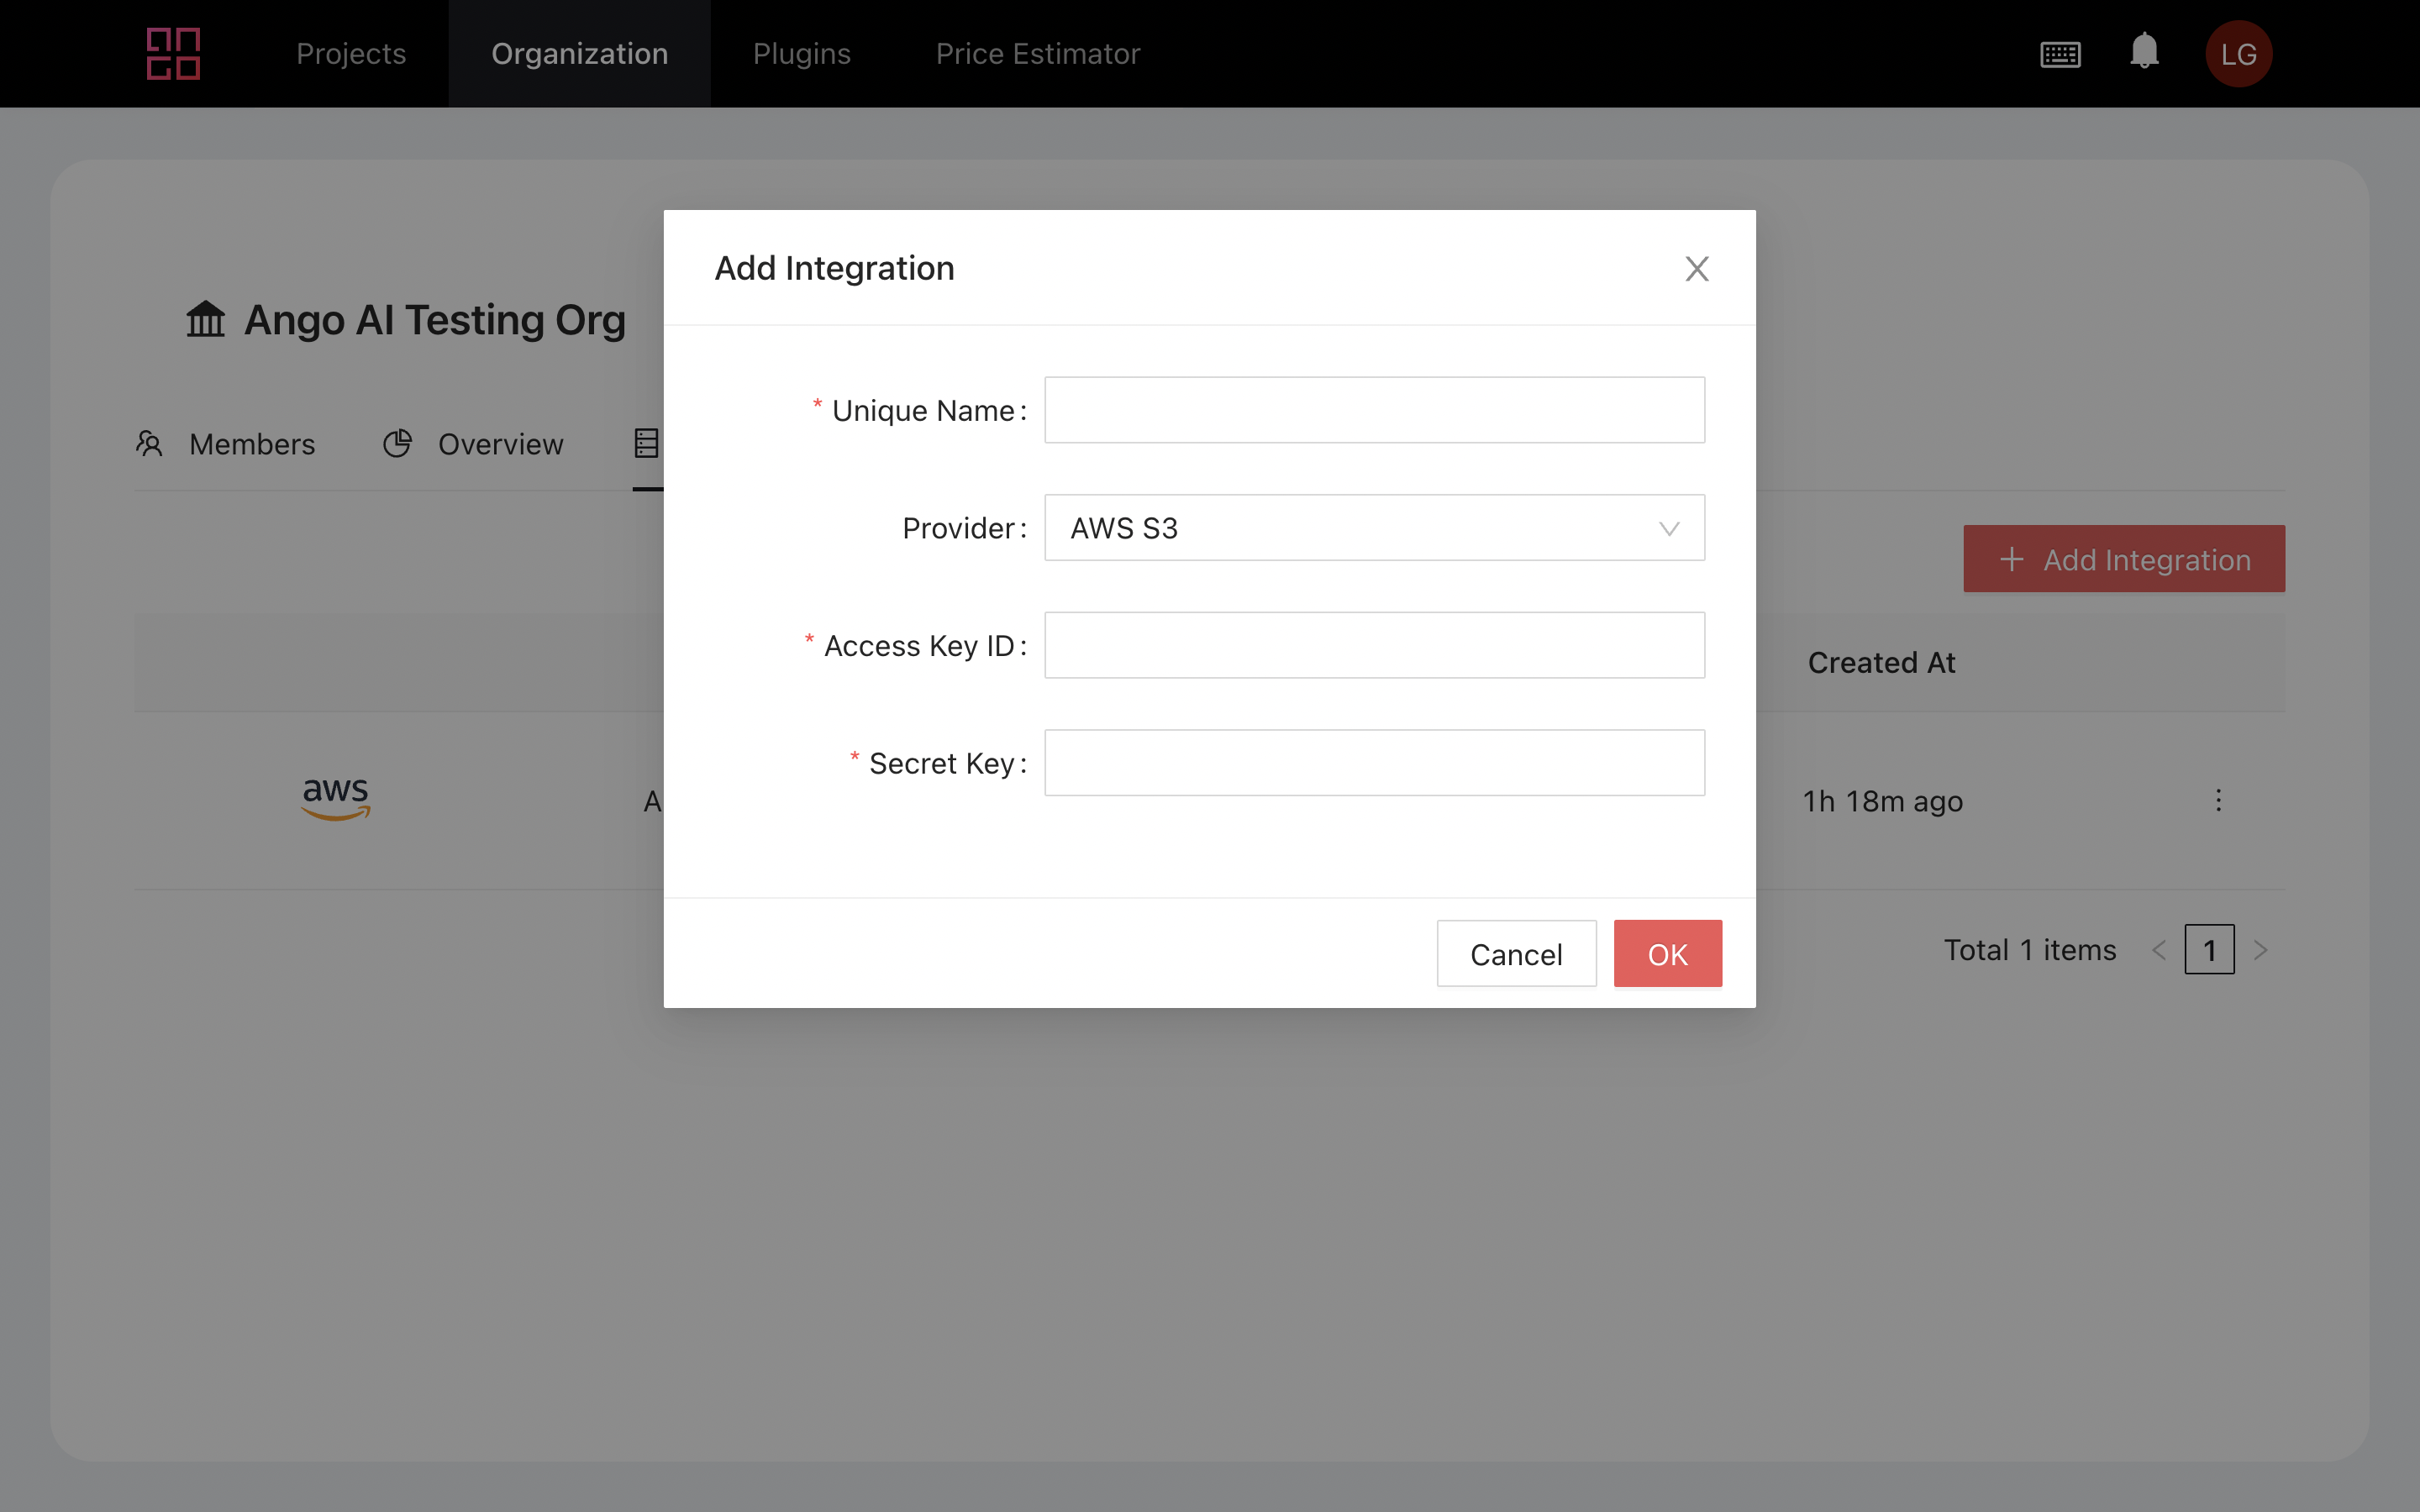 Projects Organization Plugins Price Estimator LG
Add Integration
Ango AI Testing Org
* Unique Name:
Members Overview
Provider: AWS S3
Add Integration
* Access Key ID:
Created At
* Secret Key:
aws A 1h 18m ago
Cancel OK
Total 1 items < 1 >